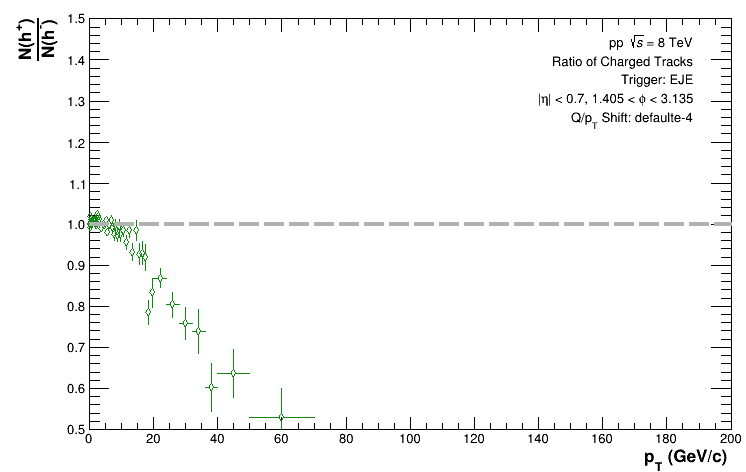 N(h⁺)
N(h⁻)
1.5
1.4
1.3
1.2
1.1
1.0
0.9
0.8
0.7
0.6
0.5
pp √s = 8 TeV
Ratio of Charged Tracks
Trigger: EJE
|η| < 0.7, 1.405 < ϕ < 3.135
Q/p_T Shift: defaulte-4
0 20 40 60 80 100 120 140 160 180 200
p_T (GeV/c)